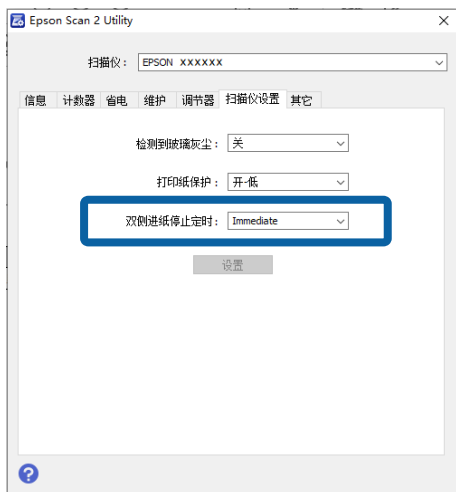 Epson Scan 2 Utility
扫描仪： EPSON XXXXXX
信息 计数器 省电 维护 调节器 扫描仪设置 其它
检测到玻璃灰尘： 关
打印纸保护： 开-低
双侧进纸停止定时： Immediate
设置
?